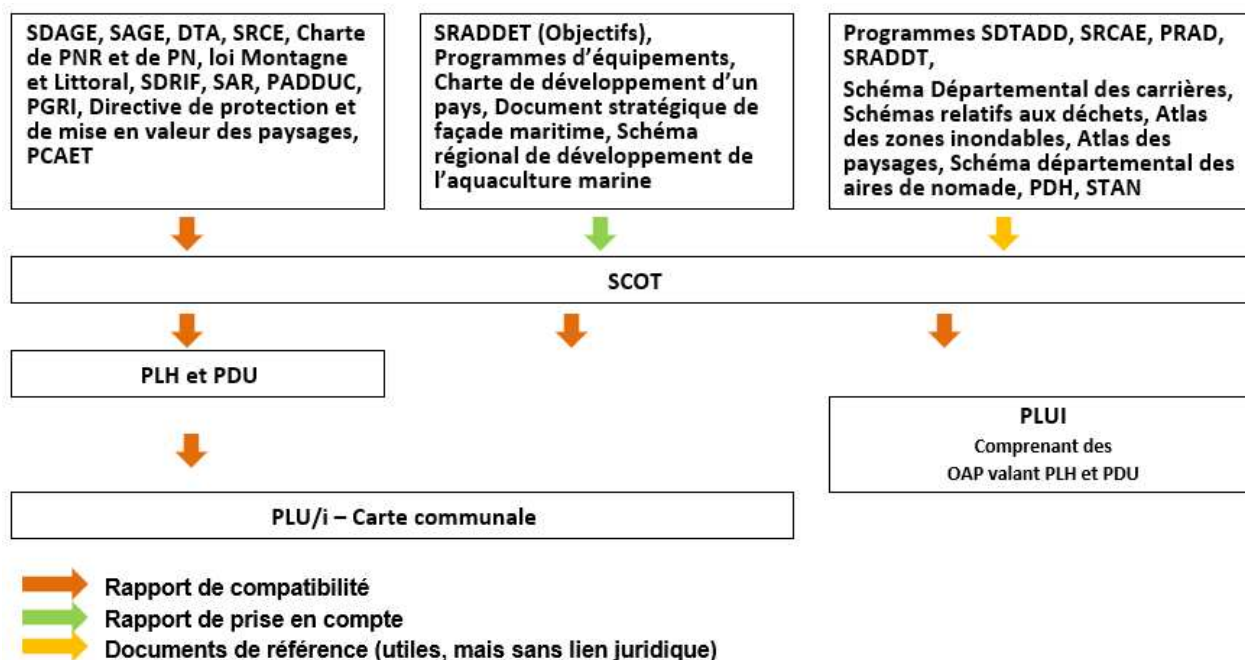 SDAGE, SAGE, DTA, SRCE, Charte
de PNR et de PN, loi Montagne
et Littoral, SDRIF, SAR, PADDUC,
PGRI, Directive de protection et
de mise en valeur des paysages,
PCAET
SRADDET (Objectifs),
Programmes d’équipements,
Charte de développement d’un
pays, Document stratégique de
façade maritime, Schéma
régional de développement de
l’aquaculture marine
Programmes SDTADD, SRCAE, PRAD,
SRADDT,
Schéma Départemental des carrières,
Schémas relatifs aux déchets, Atlas
des zones inondables, Atlas des
paysages, Schéma départemental des
aires de nomade, PDH, STAN
SCOT
PLH et PDU
PLUI
Comprenant des
OAP valant PLH et PDU
PLU/i – Carte communale
Rapport de compatibilité
Rapport de prise en compte
Documents de référence (utiles, mais sans lien juridique)